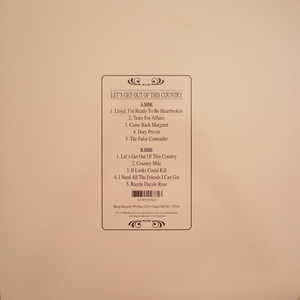 LET'S GET OUT OF THIS COUNTRY
A SIDE
1. Lloyd, I'm Ready To Be Heartbroken
2. Tears For Affairs
3. Come Back Margaret
4. Dory Previn
5. The False Contender
B SIDE
1. Let's Get Out Of This Country
2. Country Mile
3. If Looks Could Kill
4. I Need All The Friends I Can Get
5. Razzle Dazzle Rose